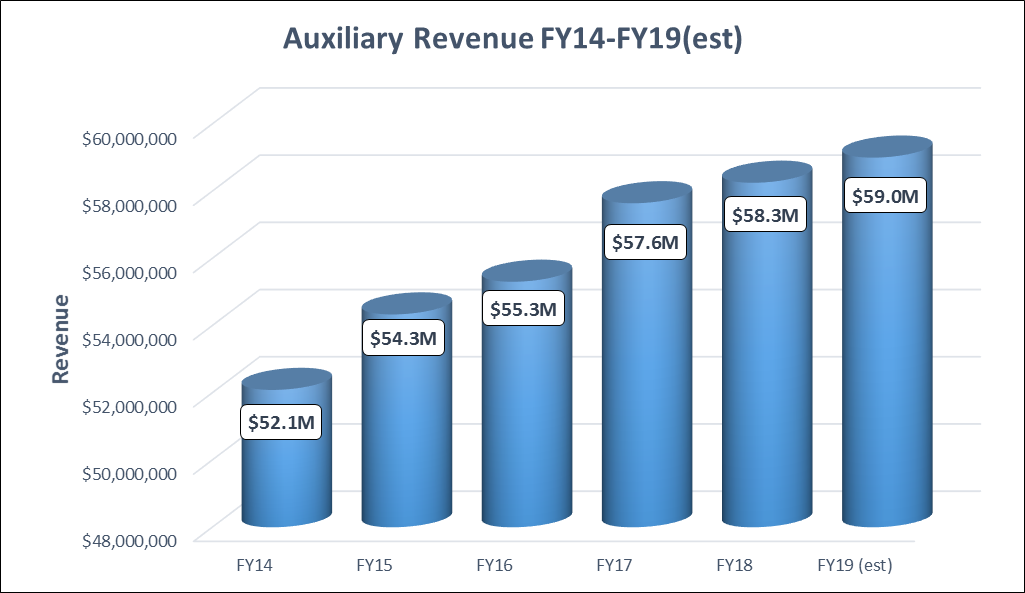 Auxiliary Revenue FY14-FY19(est)
$60,000,000
$58,000,000
$56,000,000
$54,000,000
$52,000,000
$50,000,000
$48,000,000
Revenue
$52.1M
$54.3M
$55.3M
$57.6M
$58.3M
$59.0M
FY14
FY15
FY16
FY17
FY18
FY19 (est)